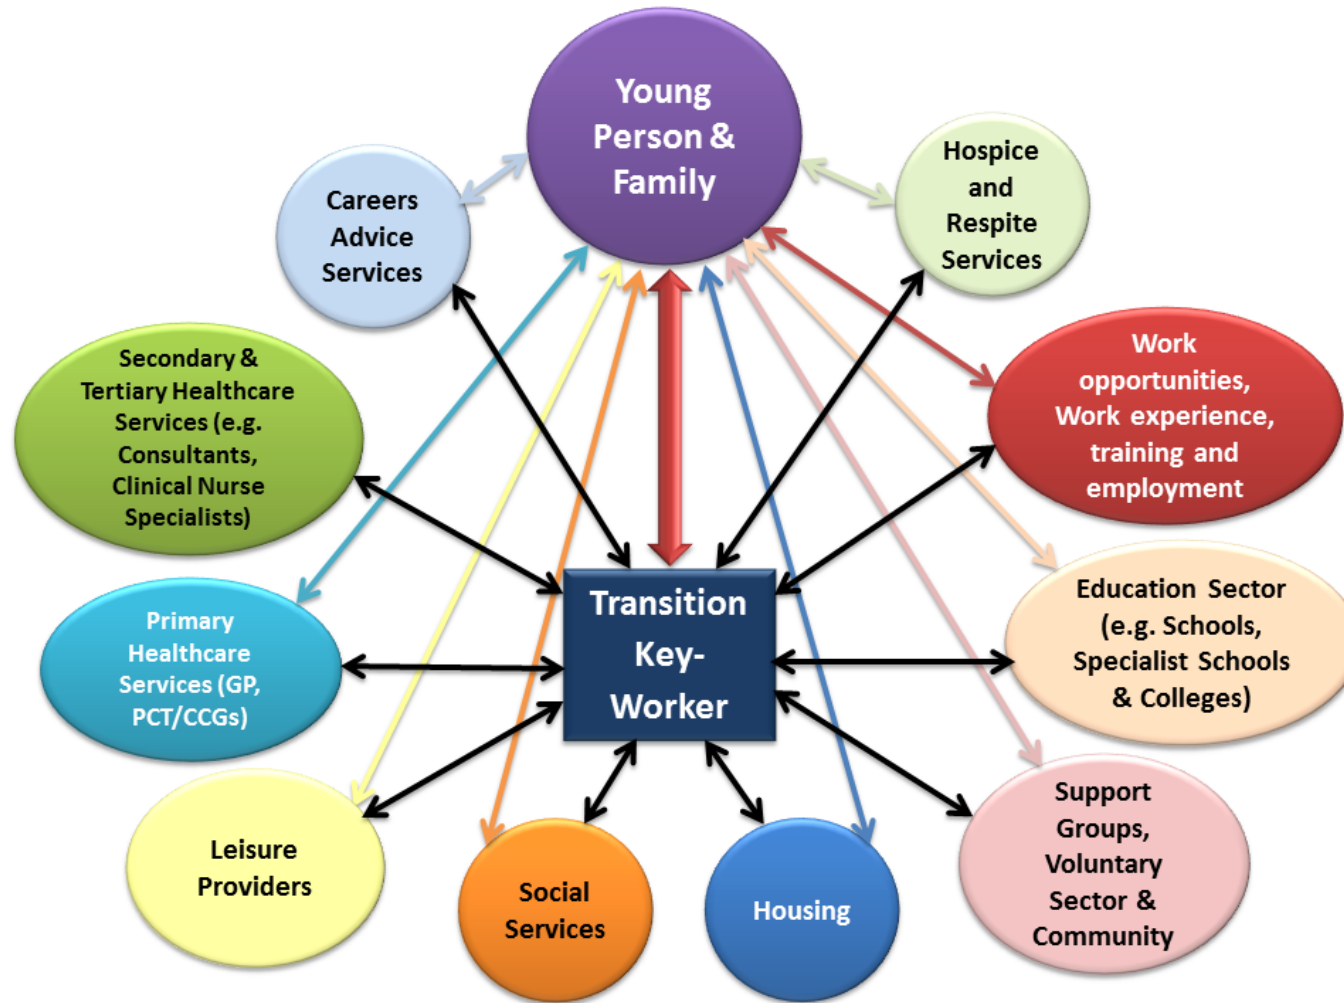 Young
Person &
Family
Careers
Advice
Services
Hospice
and
Respite
Services
Secondary &
Tertiary Healthcare
Services (e.g.
Consultants,
Clinical Nurse
Specialists)
Work
opportunities,
Work experience,
training and
employment
Transition
Key-
Worker
Primary
Healthcare
Services (GP,
PCT/CCGs)
Education Sector
(e.g. Schools,
Specialist Schools
& Colleges)
Leisure
Providers
Social
Services
Housing
Support
Groups,
Voluntary
Sector &
Community